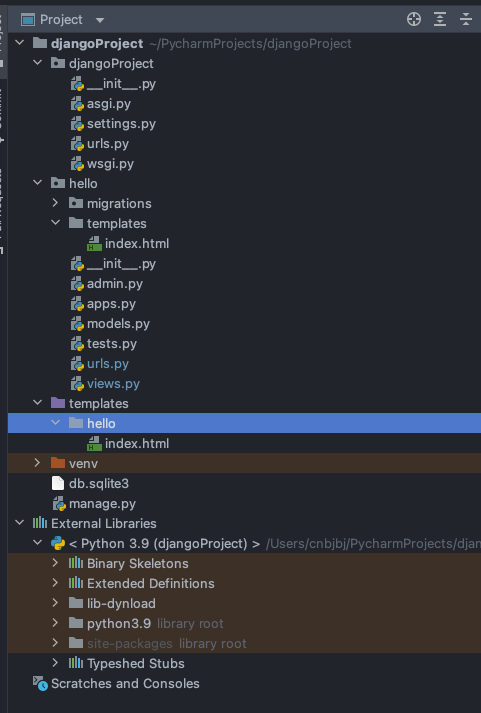 Project
djangoProject ~/PycharmProjects/djangoProject
djangoProject
__init__.py
asgi.py
settings.py
urls.py
wsgi.py
hello
migrations
templates
index.html
__init__.py
admin.py
apps.py
models.py
tests.py
urls.py
views.py
templates
hello
index.html
venv
db.sqlite3
manage.py
External Libraries
< Python 3.9 (djangoProject) > /Users/cnbjbj/PycharmProjects/djan
Binary Skeletons
Extended Definitions
lib-dynload
python3.9 library root
site-packages library root
Typeshed Stubs
Scratches and Consoles